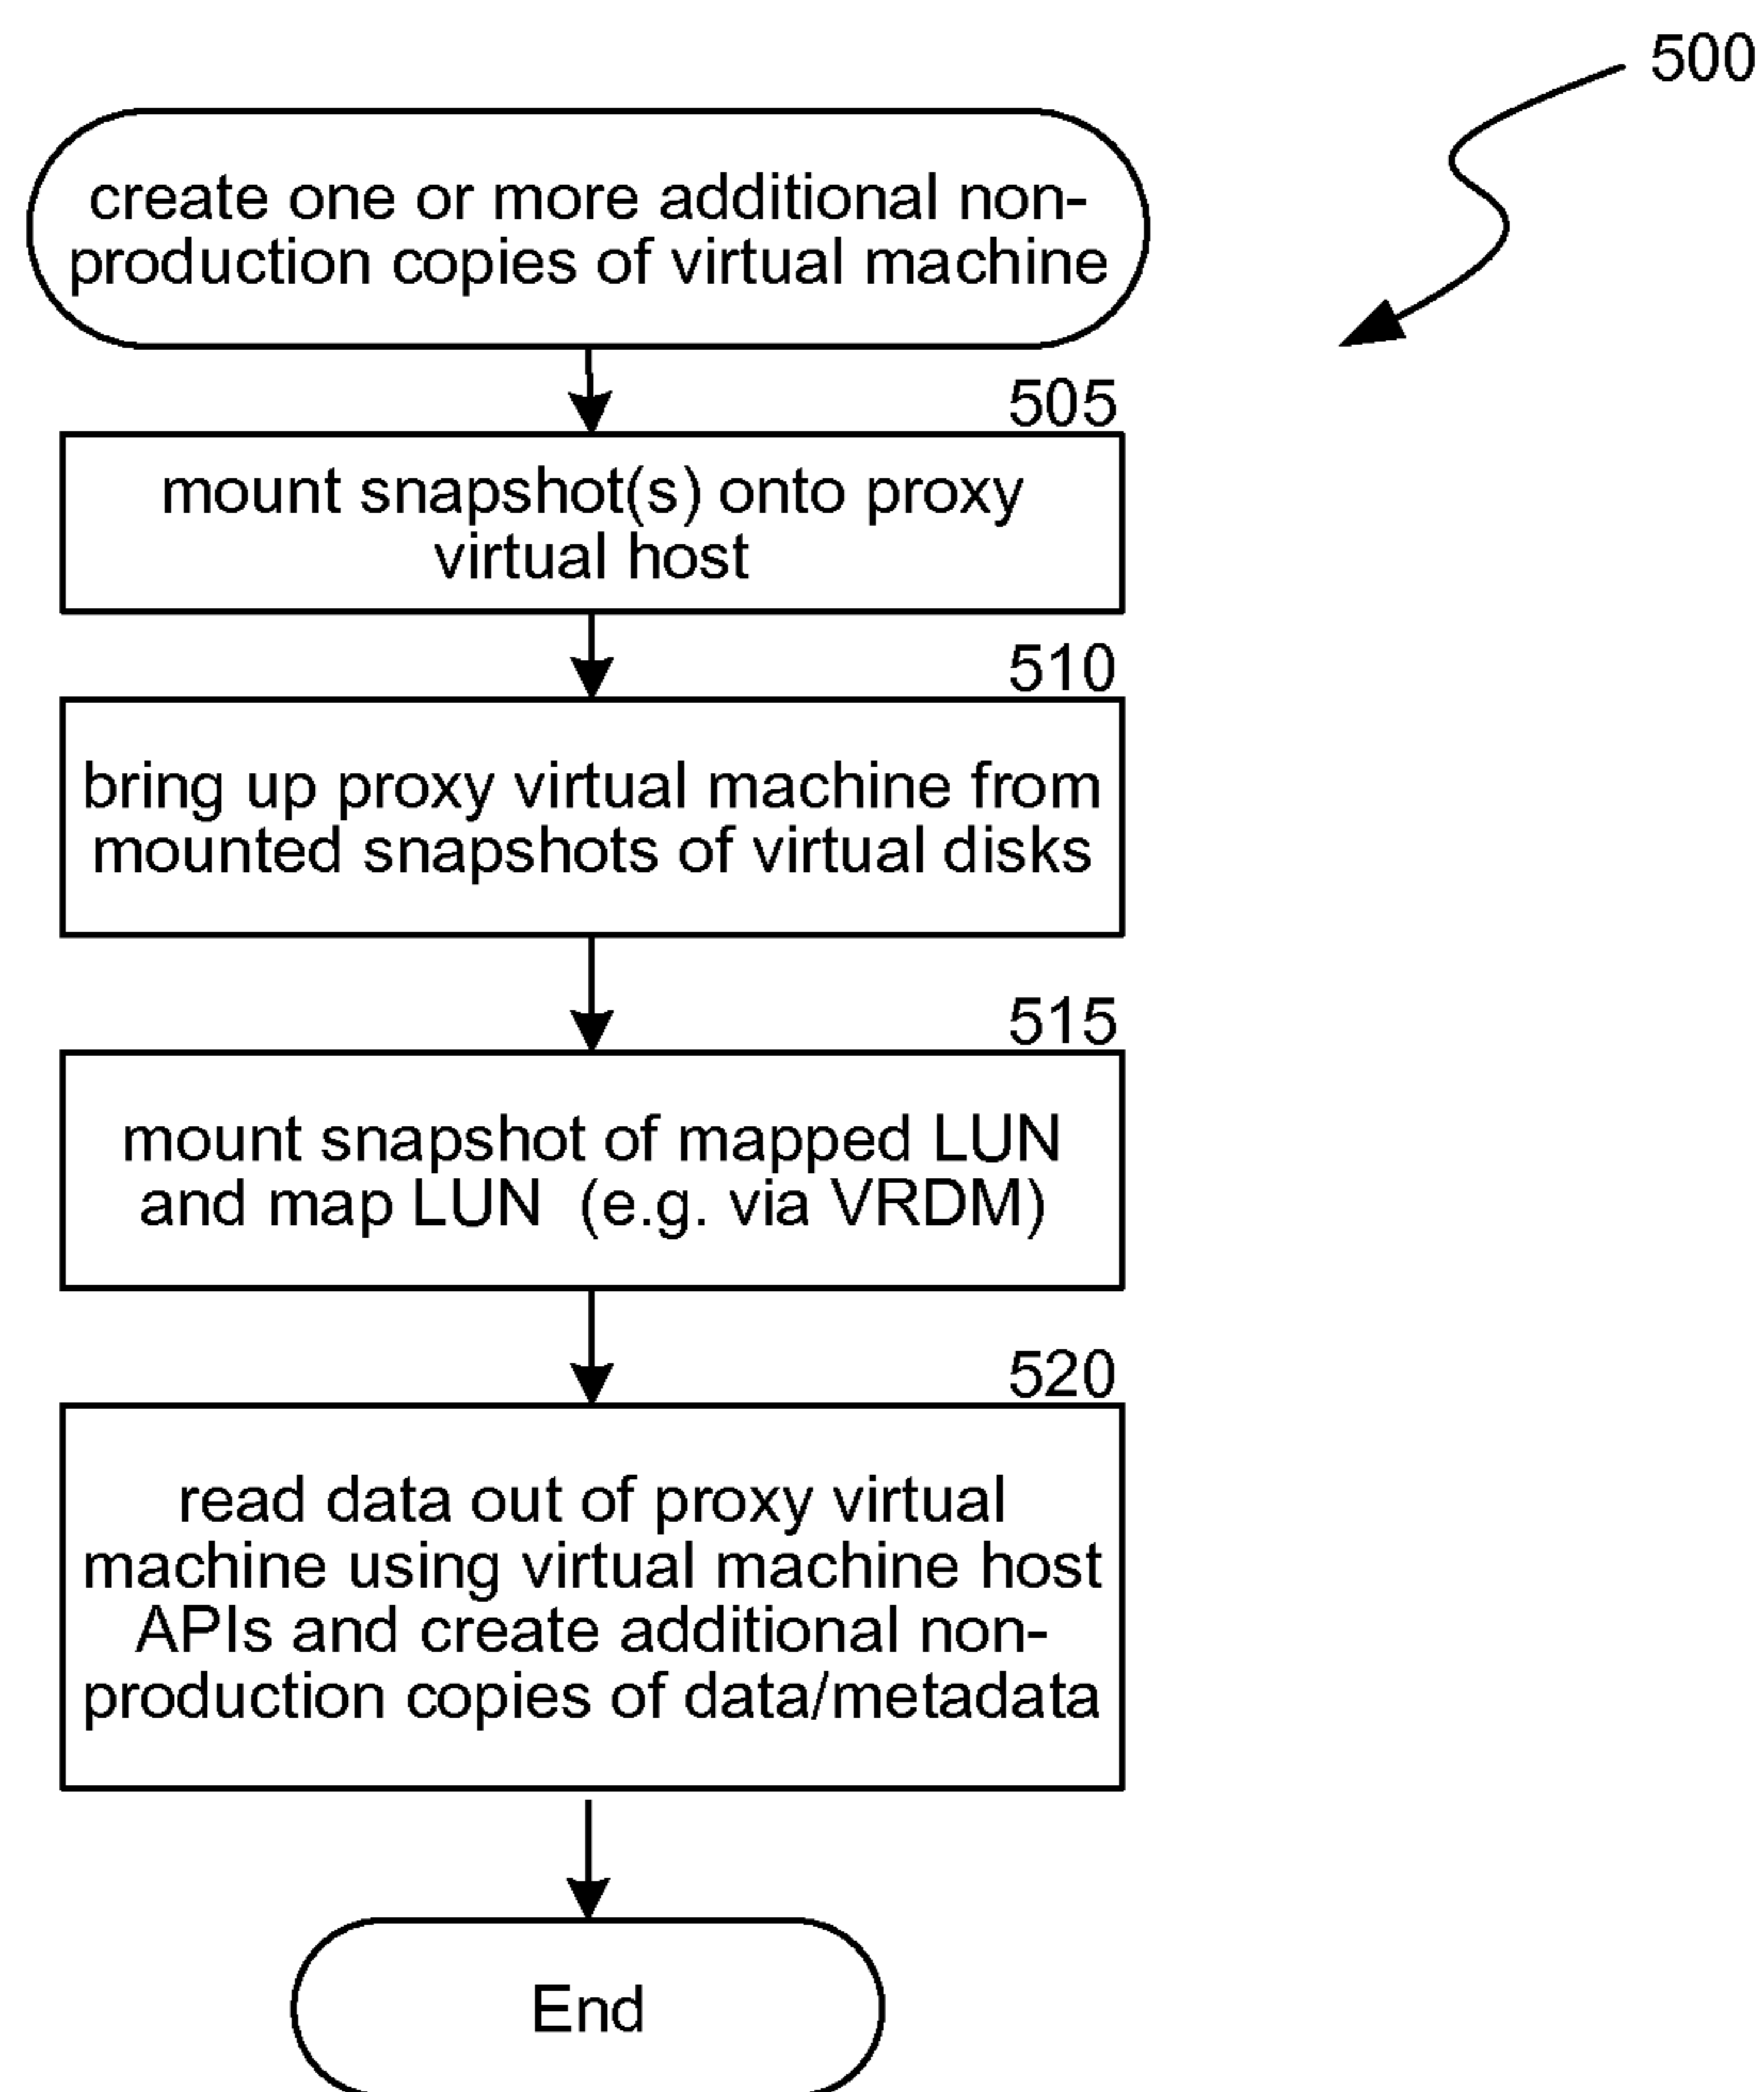 500
create one or more additional non-
production copies of virtual machine
505
mount snapshot(s) onto proxy
virtual host
510
bring up proxy virtual machine from
mounted snapshots of virtual disks
515
mount snapshot of mapped LUN
and map LUN (e.g. via VRDM)
520
read data out of proxy virtual
machine using virtual machine host
APIs and create additional non-
production copies of data/metadata
End